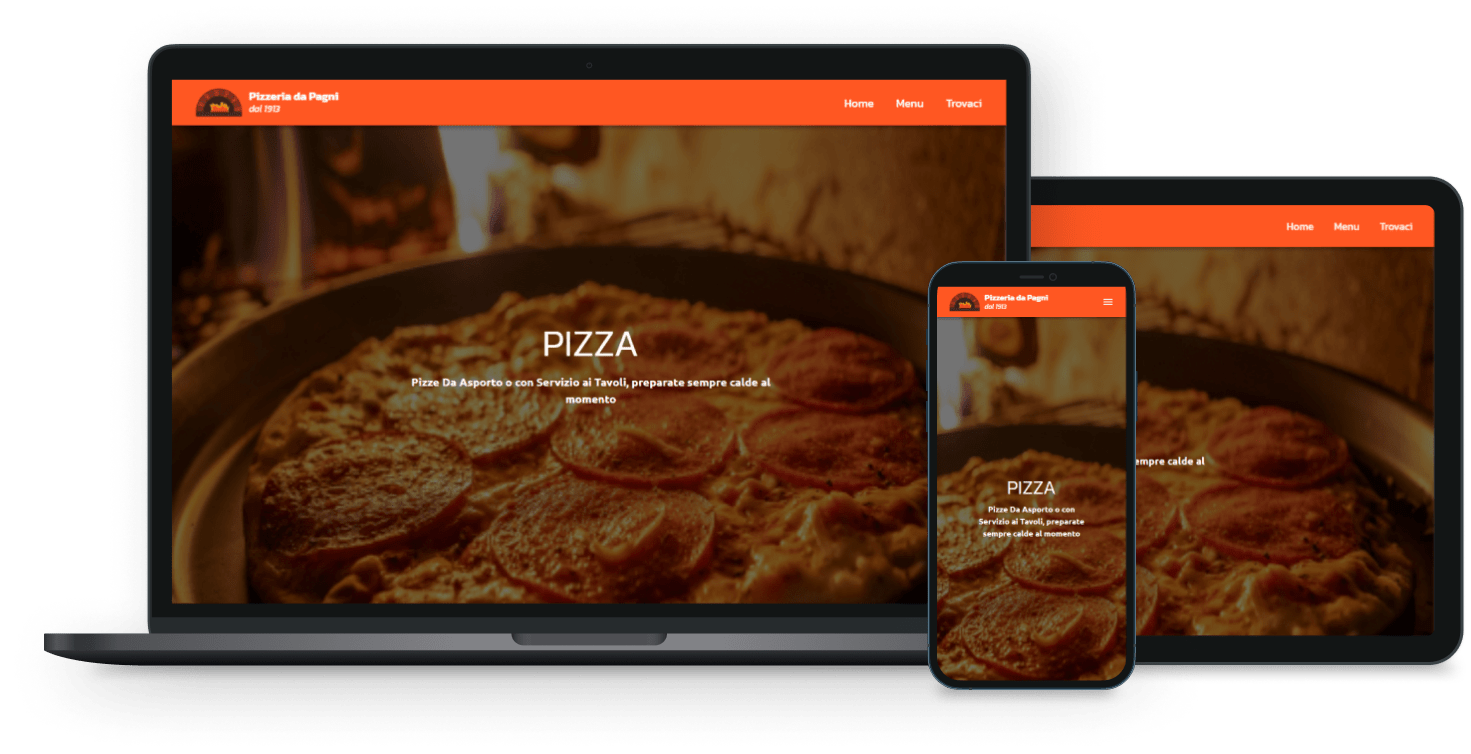 Pizzeria da Pagni
dal 1913
Home Menu Trovaci
PIZZA
Pizze Da Asporto o con Servizio ai Tavoli, preparate sempre calde al
momento
Home Menu Trovaci
empre calde al
Pizzeria da Pagni
dal 1913
PIZZA
Pizze Da Asporto o con
Servizio ai Tavoli, preparate
sempre calde al momento